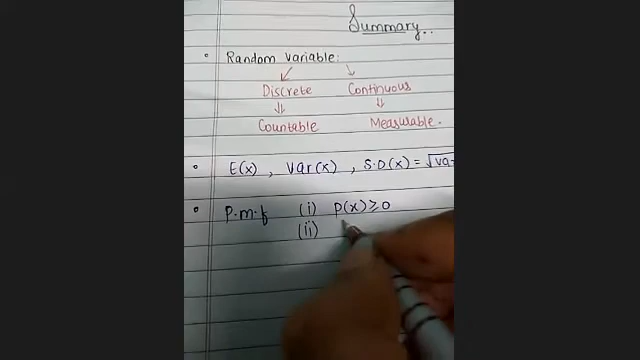 Summary..
• Random Variable:
Discrete Continuous
Countable Measurable.
• E(x), Var(x), S.D(x) = √va
• p.m.f (i) p(x) ≥ 0
(ii)